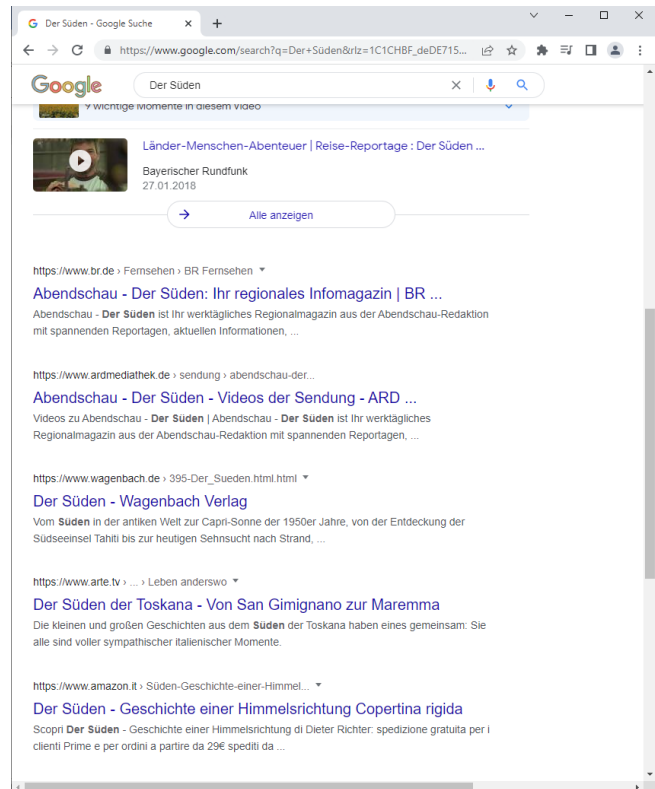 Der Süden - Google Suche
https://www.google.com/search?q=Der+Süden&rlz=1C1CHBF_deDE715...
Google
Der Süden
9 wichtige Momente in diesem Video
Länder-Menschen-Abenteuer | Reise-Reportage : Der Süden ...
Bayerischer Rundfunk
27.01.2018
Alle anzeigen
https://www.br.de › Fernsehen › BR Fernsehen
Abendschau - Der Süden: Ihr regionales Infomagazin | BR ...
Abendschau - Der Süden ist Ihr werktägliches Regionalmagazin aus der Abendschau-Redaktion
mit spannenden Reportagen, aktuellen Informationen, ...
https://www.ardmediathek.de › sendung › abendschau-der...
Abendschau - Der Süden - Videos der Sendung - ARD ...
Videos zu Abendschau - Der Süden | Abendschau - Der Süden ist Ihr werktägliches
Regionalmagazin aus der Abendschau-Redaktion mit spannenden Reportagen, ...
https://www.wagenbach.de › 395-Der_Sueden.html.html
Der Süden - Wagenbach Verlag
Vom Süden in der antiken Welt zur Capri-Sonne der 1950er Jahre, von der Entdeckung der
Südseeinsel Tahiti bis zur heutigen Sehnsucht nach Strand, ...
https://www.arte.tv › ... › Leben anderswo
Der Süden der Toskana - Von San Gimignano zur Maremma
Die kleinen und großen Geschichten aus dem Süden der Toskana haben eines gemeinsam: Sie
alle sind voller sympathischer italienischer Momente.
https://www.amazon.it › Süden-Geschichte-einer-Himmel...
Der Süden - Geschichte einer Himmelsrichtung Copertina rigida
Scopri Der Süden - Geschichte einer Himmelsrichtung di Dieter Richter: spedizione gratuita per i
clienti Prime e per ordini a partire da 29€ spediti da ...